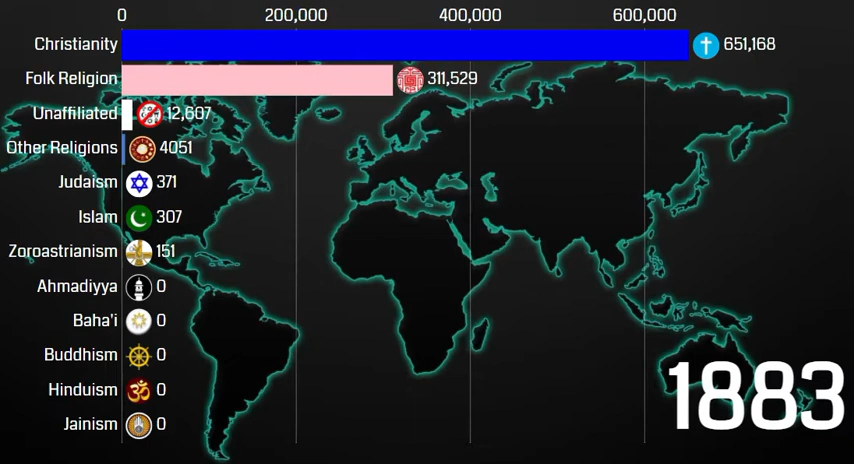 0 200,000 400,000 600,000
Christianity 651,168
Folk Religion 311,529
Unaffiliated 12,607
Other Religions 4051
Judaism 371
Islam 307
Zoroastrianism 151
Ahmadiyya 0
Baha'i 0
Buddhism 0
Hinduism 0
Jainism 0
1883